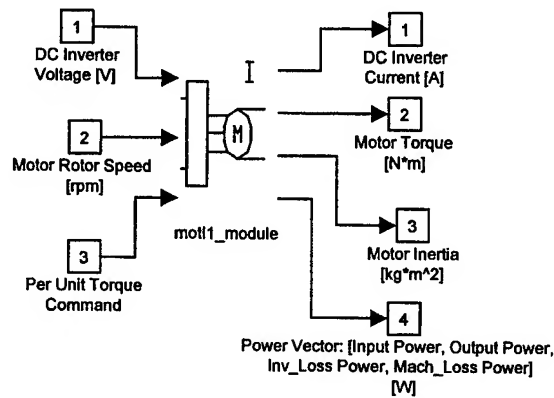 1
DC Inverter
Voltage [V]
2
Motor Rotor Speed
[rpm]
3
Per Unit Torque
Command
I
M
motl1_module
1
DC Inverter
Current [A]
2
Motor Torque
[N*m]
3
Motor Inertia
[kg*m^2]
4
Power Vector: [Input Power, Output Power,
Inv_Loss Power, Mach_Loss Power]
[W]